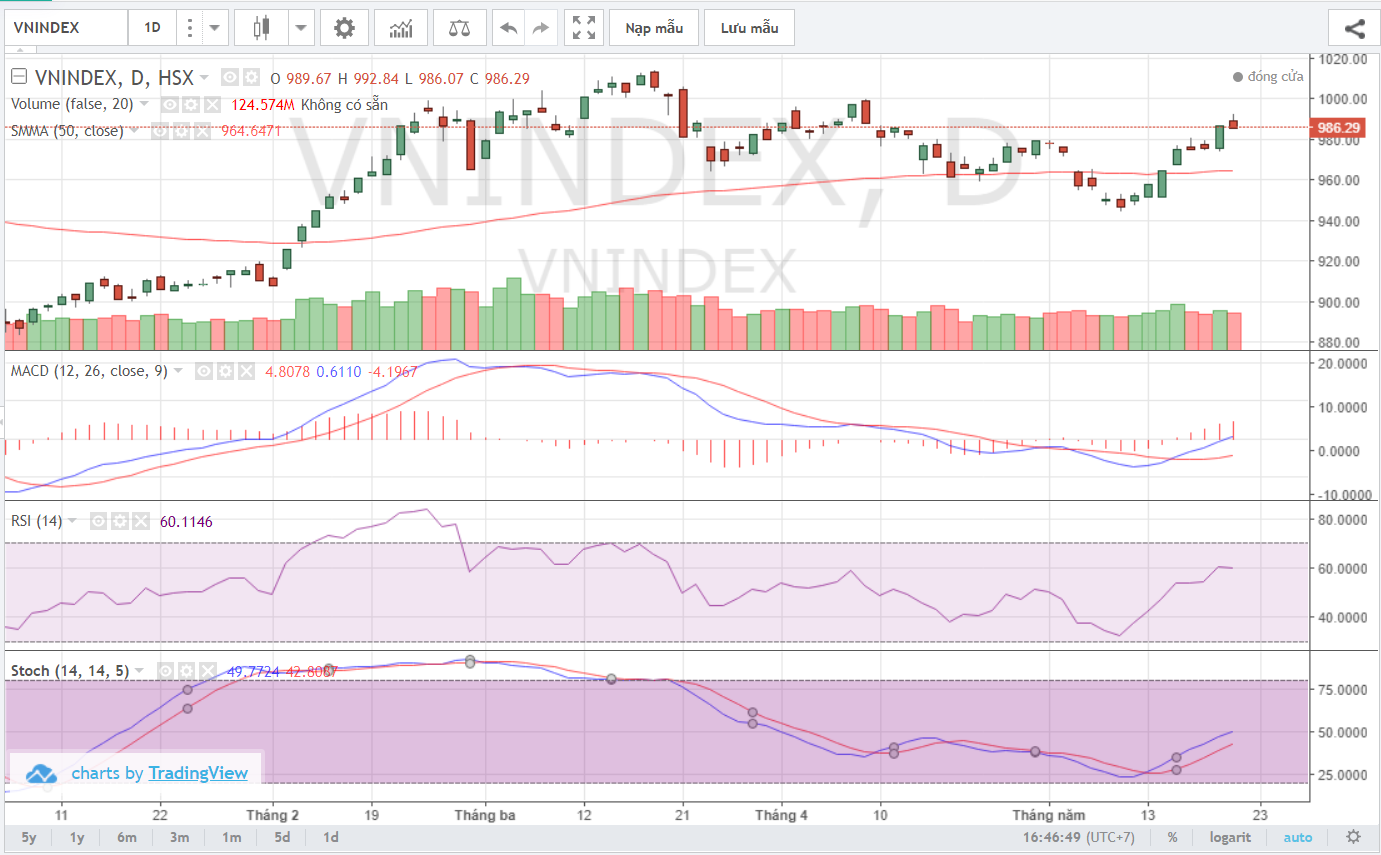 VNINDEX 1D Nạp mẫu Lưu mẫu
VNINDEX, D, HSX O 989.67 H 992.84 L 986.07 C 986.29
đóng cửa
Volume (false, 20) 124.574M Không có sẵn
SMMA (50, close) 964.6471
VNINDEX, D
VNINDEX
1020.00
1000.00
986.29
980.00
960.00
940.00
920.00
900.00
880.00
MACD (12, 26, close, 9) 4.8078 0.6110 -4.1967
20.0000
10.0000
0.0000
-10.0000
RSI (14) 60.1146
80.0000
60.0000
40.0000
Stoch (14, 14, 5) 49.7724 42.8087
75.0000
50.0000
25.0000
charts by TradingView
11 22 Tháng 2 19 Tháng ba 12 21 Tháng 4 10 Tháng năm 13 23
5y 1y 6m 3m 1m 5d 1d 16:46:49 (UTC+7) % logarit auto